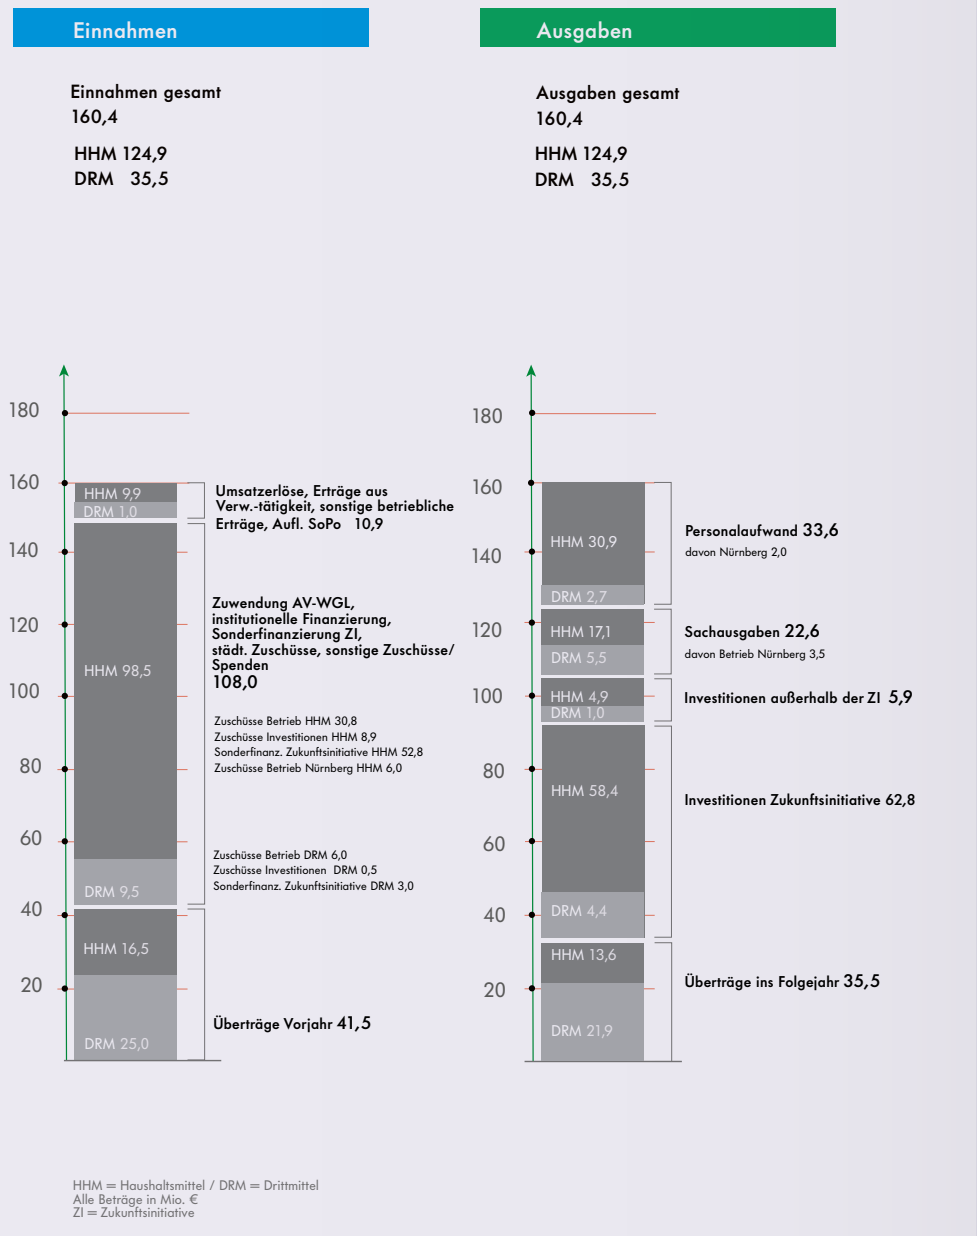 Einnahmen
Einnahmen gesamt
160,4
HHM 124,9
DRM 35,5
180
160
140
120
100
80
60
40
20
HHM 9,9
DRM 1,0
HHM 98,5
DRM 9,5
HHM 16,5
DRM 25,0
Umsatzerlöse, Erträge aus
Verw.-tätigkeit, sonstige betriebliche
Erträge, Aufl. SoPo 10,9
Zuwendung AV-WGL,
institutionelle Finanzierung,
Sonderfinanzierung ZI,
städt. Zuschüsse, sonstige Zuschüsse/
Spenden
108,0
Zuschüsse Betrieb HHM 30,8
Zuschüsse Investitionen HHM 8,9
Sonderfinanz. Zukunftsinitiative HHM 52,8
Zuschüsse Betrieb Nürnberg HHM 6,0
Zuschüsse Betrieb DRM 6,0
Zuschüsse Investitionen DRM 0,5
Sonderfinanz. Zukunftsinitiative DRM 3,0
Überträge Vorjahr 41,5
Ausgaben
Ausgaben gesamt
160,4
HHM 124,9
DRM 35,5
180
160
140
120
100
80
60
40
20
HHM 30,9
DRM 2,7
HHM 17,1
DRM 5,5
HHM 4,9
DRM 1,0
HHM 58,4
DRM 4,4
HHM 13,6
DRM 21,9
Personalaufwand 33,6
davon Nürnberg 2,0
Sachausgaben 22,6
davon Betrieb Nürnberg 3,5
Investitionen außerhalb der ZI 5,9
Investitionen Zukunftsinitiative 62,8
Überträge ins Folgejahr 35,5
HHM = Haushaltsmittel / DRM = Drittmittel
Alle Beträge in Mio. €
ZI = Zukunftsinitiative